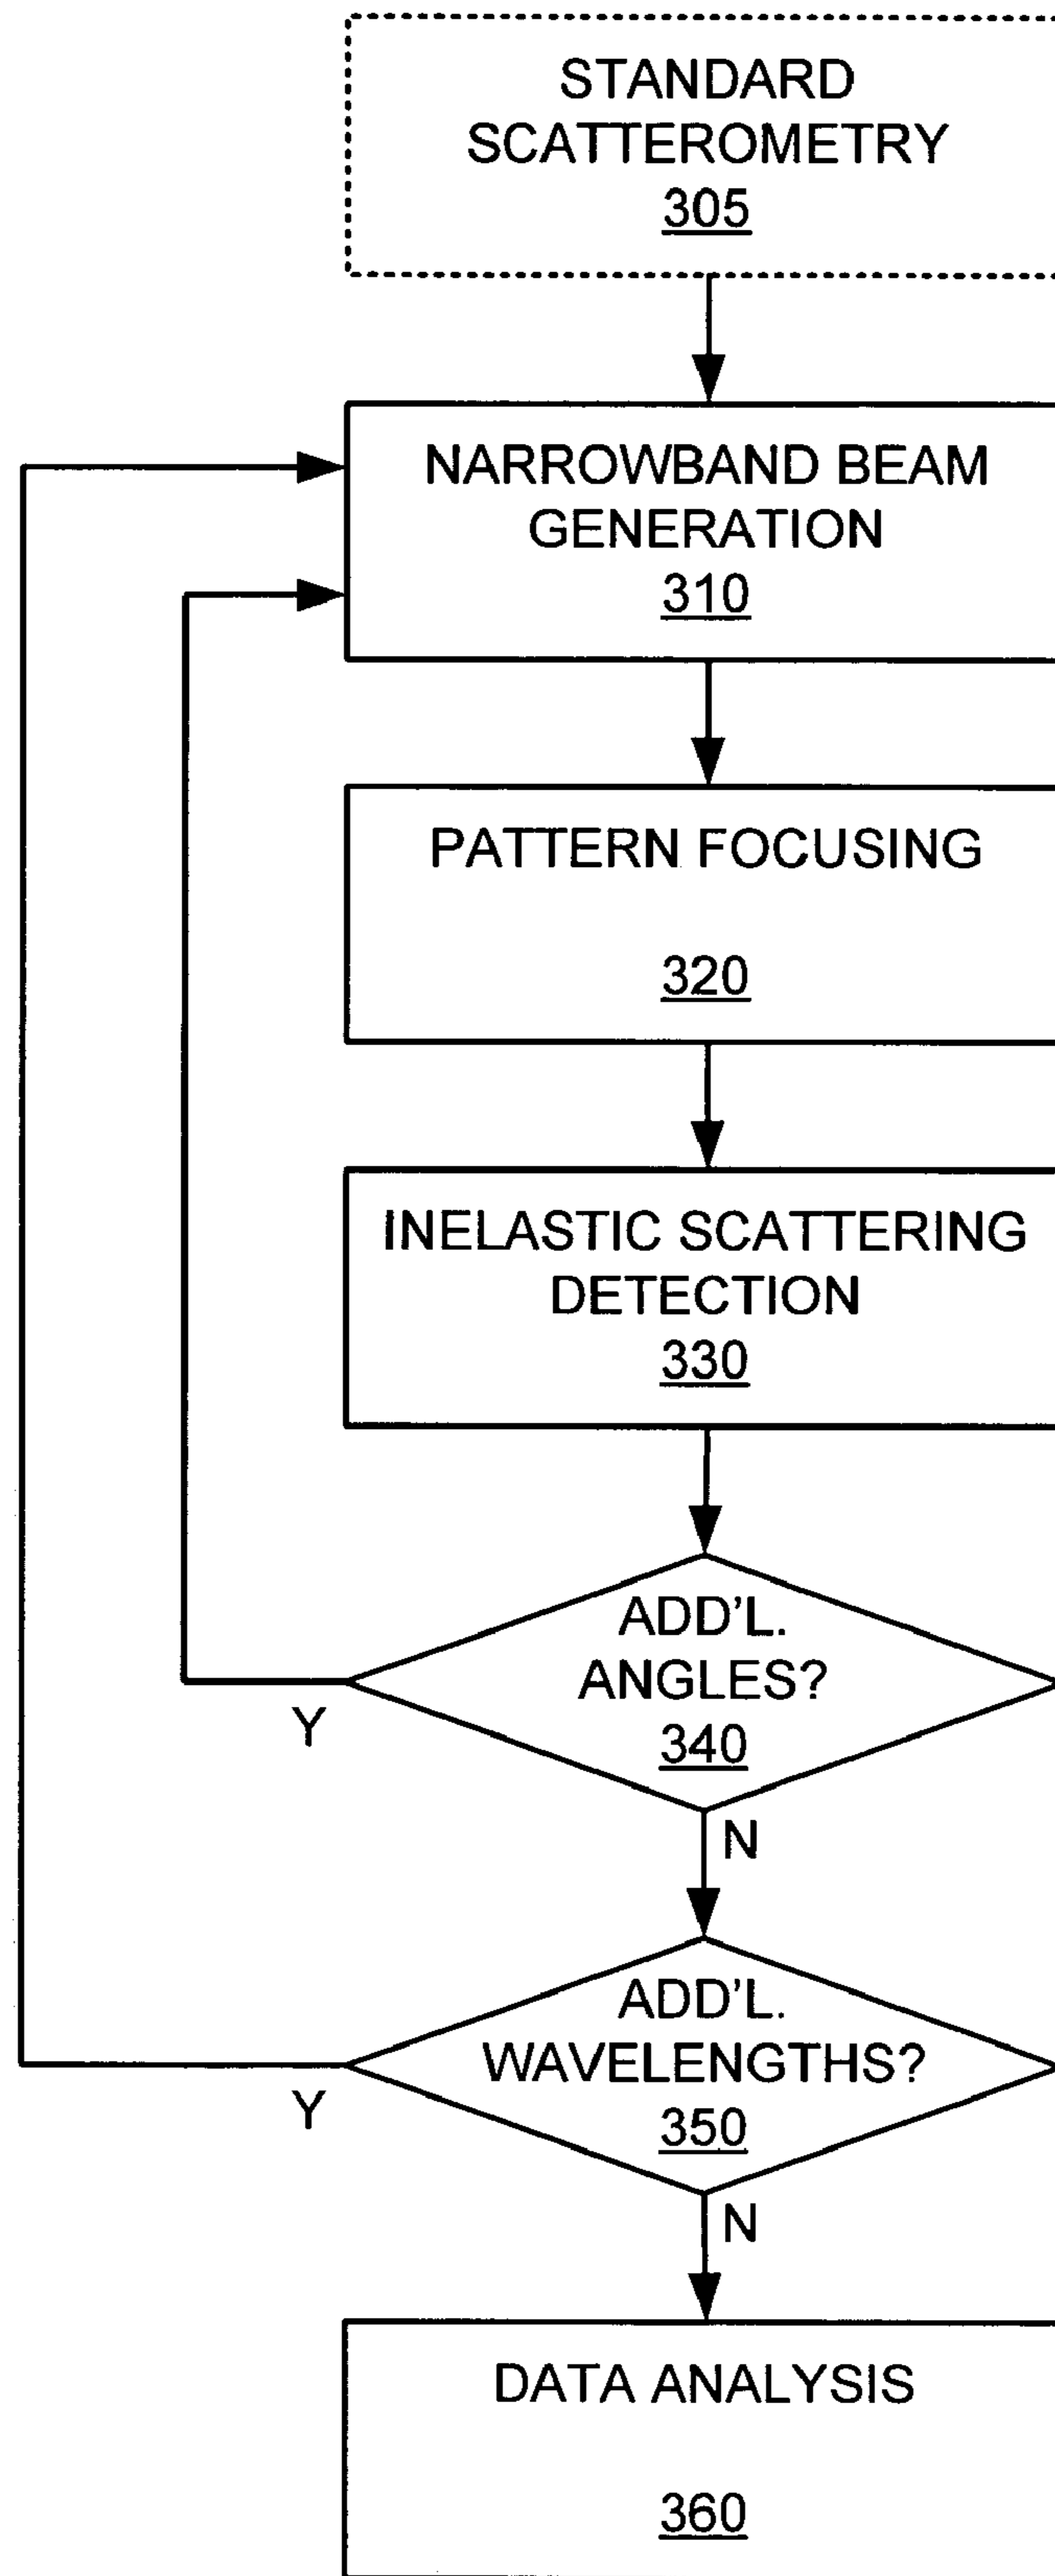 STANDARD
SCATTEROMETRY
305
NARROWBAND BEAM
GENERATION
310
PATTERN FOCUSING
320
INELASTIC SCATTERING
DETECTION
330
ADD'L.
ANGLES?
340
Y
N
ADD'L.
WAVELENGTHS?
350
Y
N
DATA ANALYSIS
360